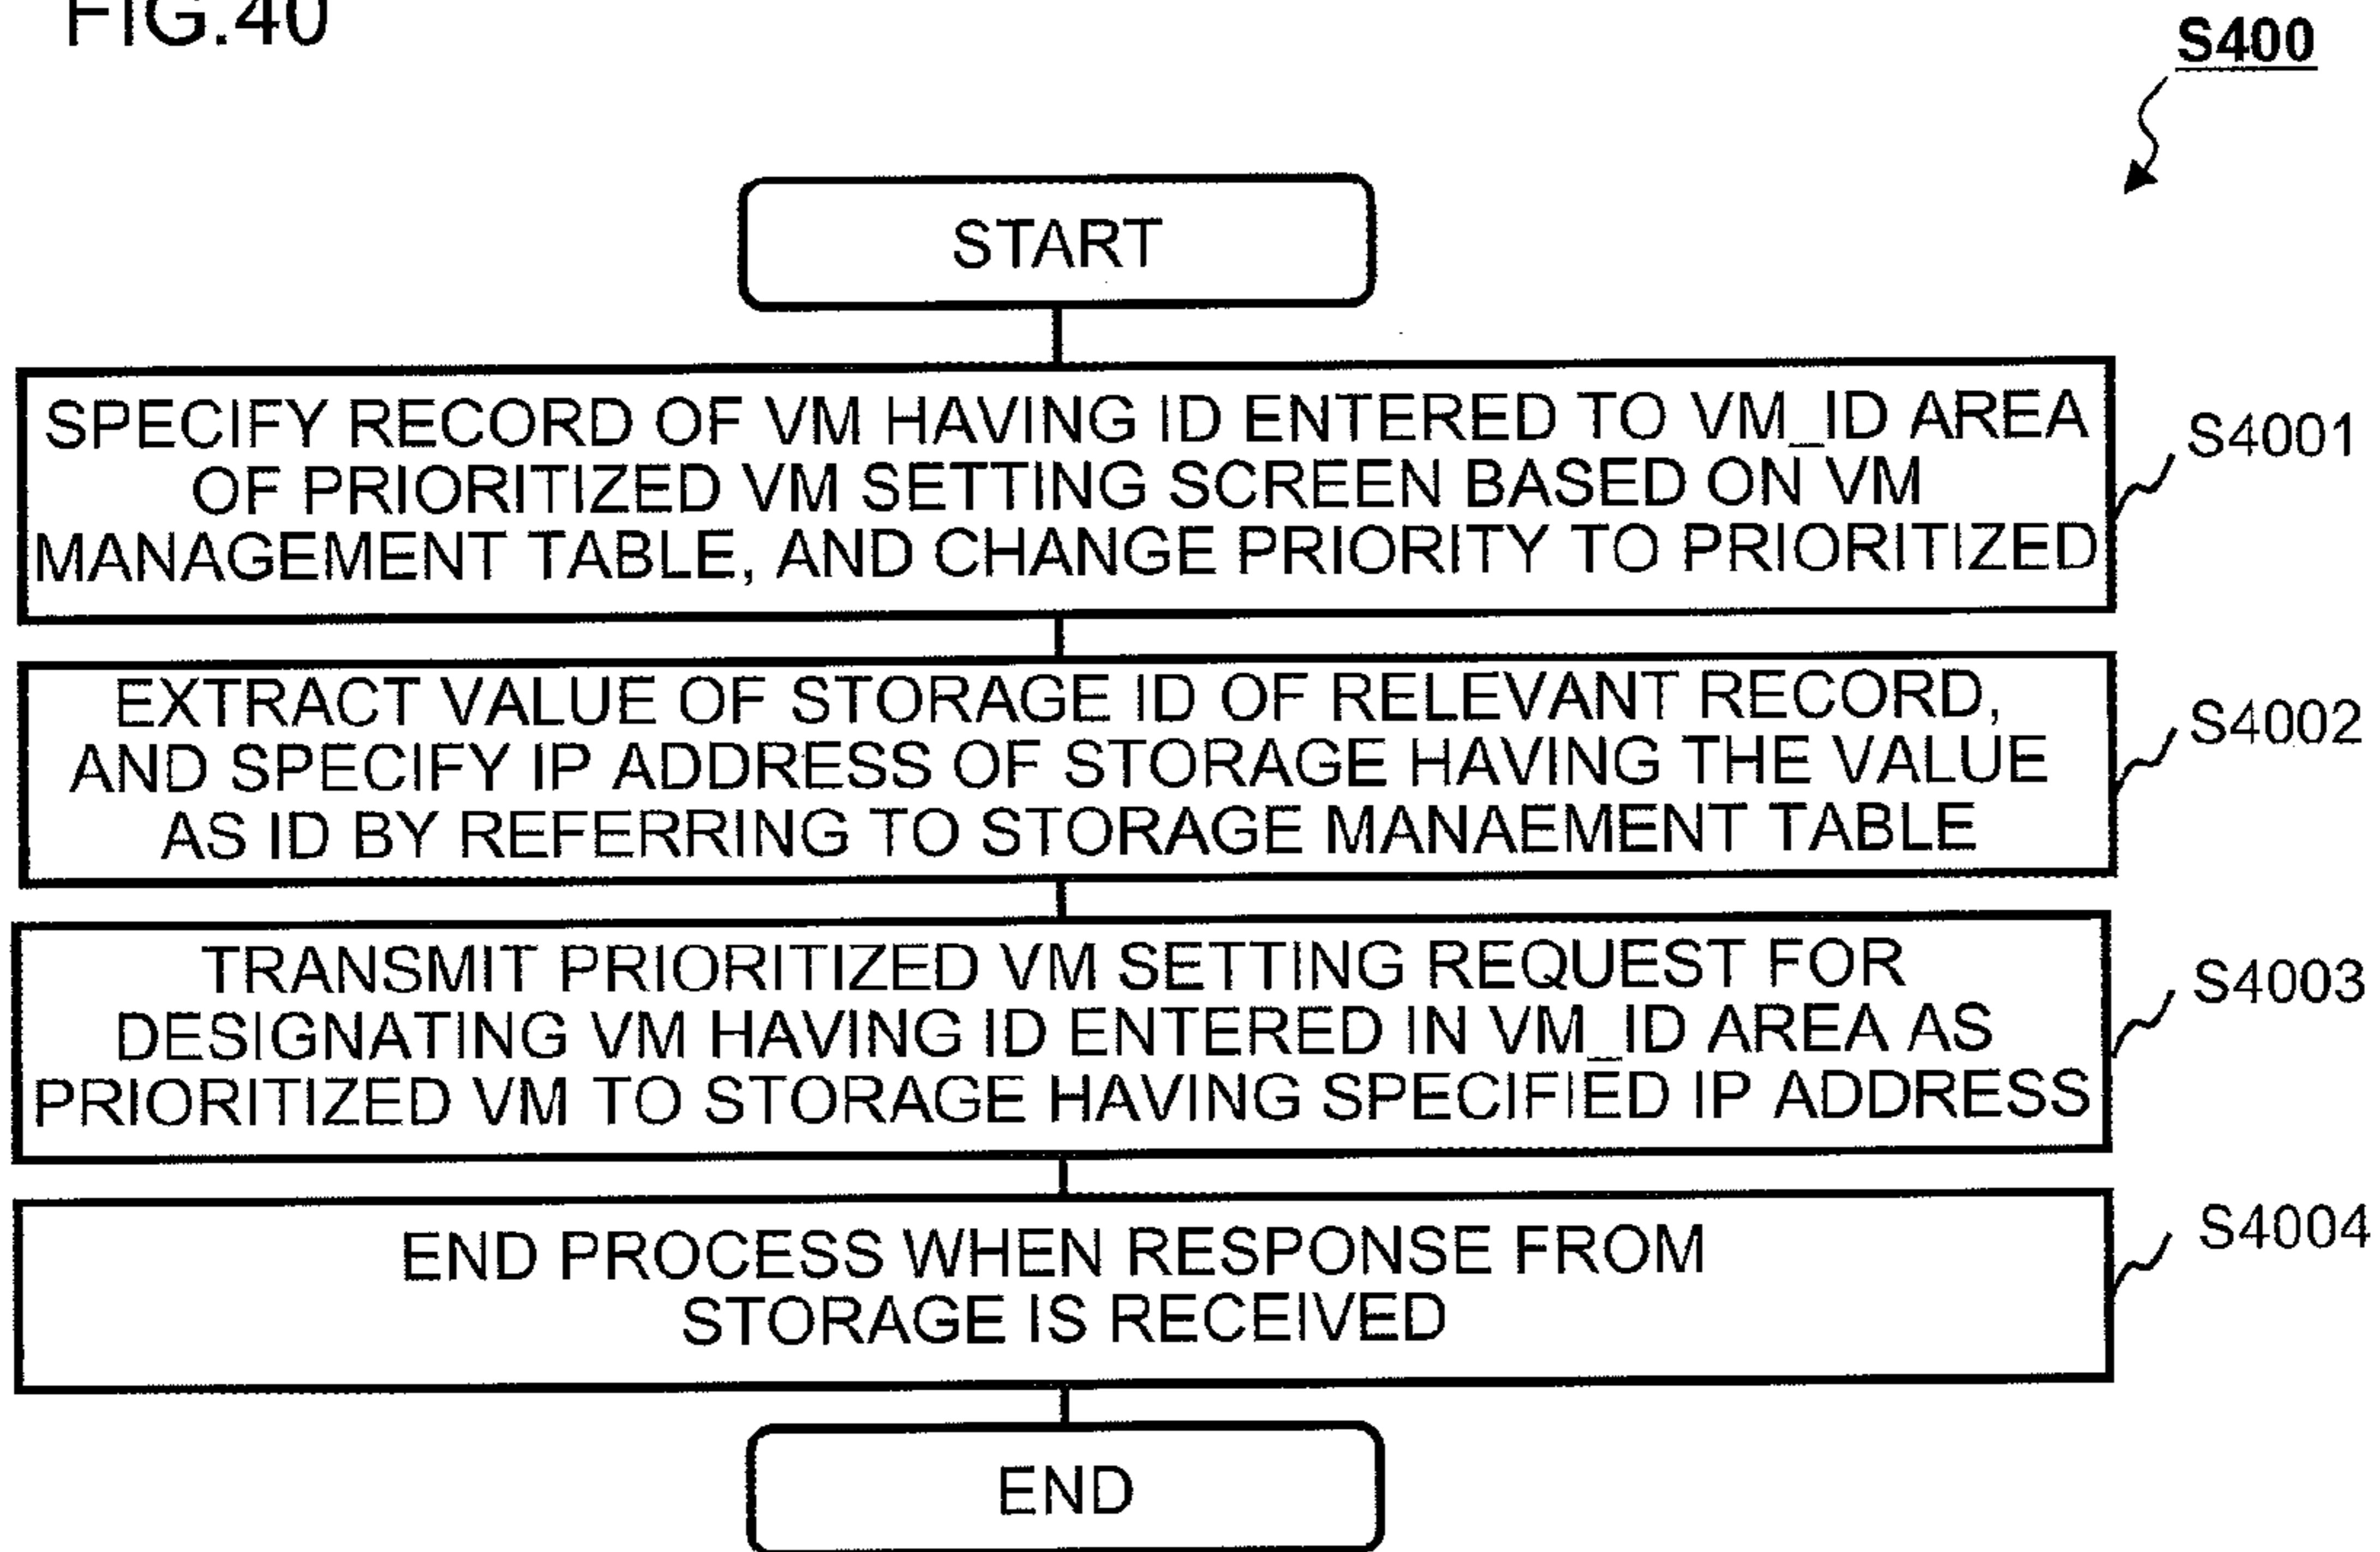 FIG.40
S400
START
SPECIFY RECORD OF VM HAVING ID ENTERED TO VM_ID AREA
OF PRIORITIZED VM SETTING SCREEN BASED ON VM
MANAGEMENT TABLE, AND CHANGE PRIORITY TO PRIORITIZED
S4001
EXTRACT VALUE OF STORAGE ID OF RELEVANT RECORD,
AND SPECIFY IP ADDRESS OF STORAGE HAVING THE VALUE
AS ID BY REFERRING TO STORAGE MANAEMENT TABLE
S4002
TRANSMIT PRIORITIZED VM SETTING REQUEST FOR
DESIGNATING VM HAVING ID ENTERED IN VM_ID AREA AS
PRIORITIZED VM TO STORAGE HAVING SPECIFIED IP ADDRESS
S4003
END PROCESS WHEN RESPONSE FROM
STORAGE IS RECEIVED
S4004
END